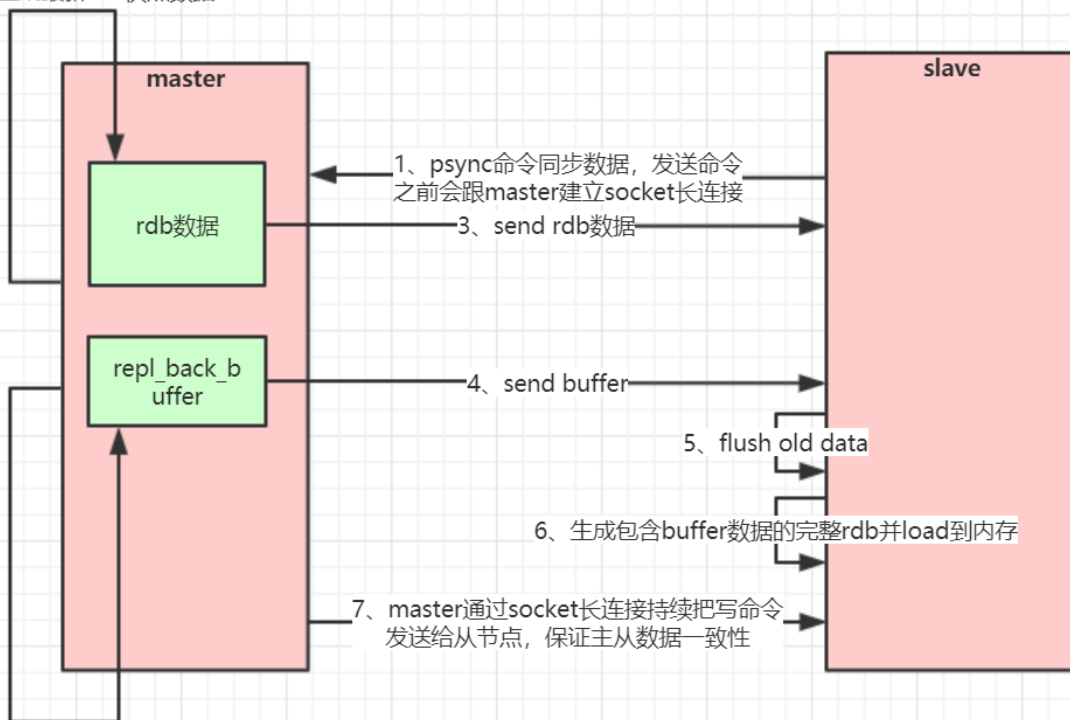 master
slave
1、psync命令同步数据，发送命令
之前会跟master建立socket长连接
rdb数据
3、send rdb数据
repl_back_b
uffer
4、send buffer
5、flush old data
6、生成包含buffer数据的完整rdb并load到内存
7、master通过socket长连接持续把写命令
发送给从节点，保证主从数据一致性